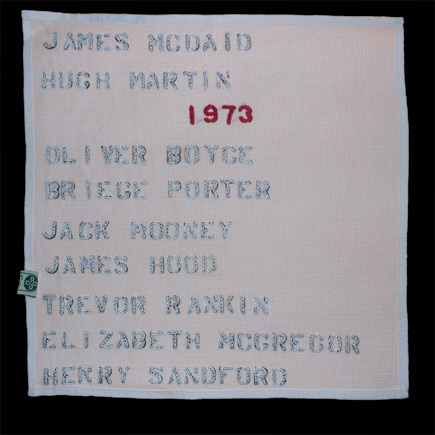 JAMES MCDAID
HUGH MARTIN
1973
OLIVER BOYCE
BRIEGE PORTER
JACK MOONEY
JAMES HOOD
TREVOR RANKIN
ELIZABETH MCGREGOR
HENRY SANDFORD